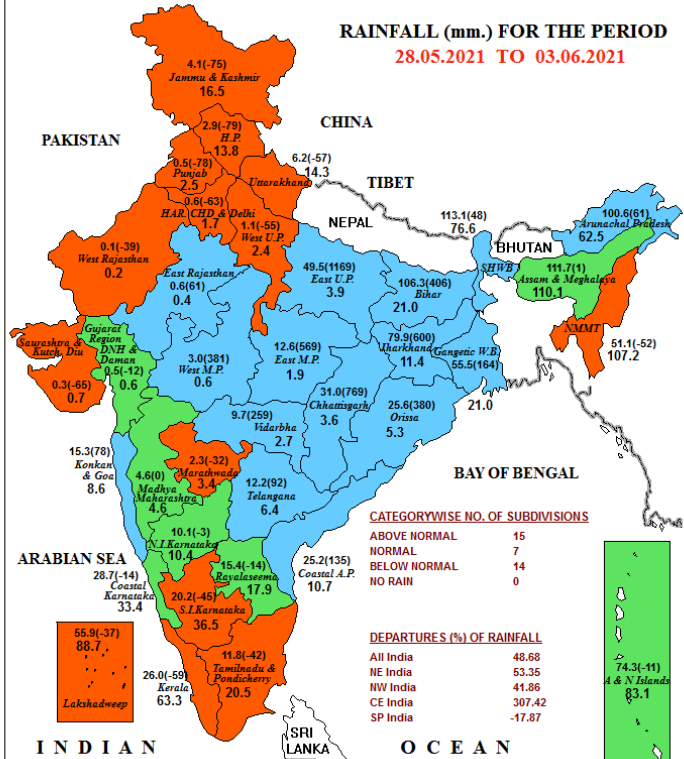 RAINFALL (mm.) FOR THE PERIOD
28.05.2021 TO 03.06.2021
4.1(-75)
Jammu & Kashmir
16.5
CHINA
2.9(-79)
H.P.
13.8
PAKISTAN
0.5(-78)
Punjab
2.5
6.2(-57)
14.3
Uttarakhand
TIBET
0.6(-63)
HAR. CHD & Delhi
1.7
1.1(-55)
West U.P.
2.4
NEPAL
113.1(48)
76.6
BHUTAN
100.6(61)
Arunachal Pradesh
62.5
0.1(-39)
West Rajasthan
0.2
East Rajasthan
0.6(61)
0.4
49.5(1169)
East U.P.
3.9
106.3(406)
Bihar
21.0
SHWB
111.7(1)
Assam & Meghalaya
110.1
NMMT
51.1(-52)
107.2
Saurashtra &
Kutch, Diu
0.3(-65)
0.7
Gujarat
Region
DNH &
Daman
0.5(-12)
0.6
3.0(381)
West M.P.
0.6
12.6(569)
East M.P.
1.9
79.9(600)
Jharkhand
11.4
Gangetic W.B.
55.5(164)
21.0
31.0(769)
Chhattisgarh
3.6
25.6(380)
Orissa
5.3
9.7(259)
Vidarbha
2.7
15.3(78)
Konkan
& Goa
8.6
4.6(0)
Madhya
Maharashtra
4.6
2.3(-32)
Marathwada
3.4
12.2(92)
Telangana
6.4
BAY OF BENGAL
CATEGORYWISE NO. OF SUBDIVISIONS
ABOVE NORMAL 15
NORMAL 7
BELOW NORMAL 14
NO RAIN 0
10.1(-3)
N.I.Karnataka
10.4
ARABIAN SEA
28.7(-14)
Coastal
Karnataka
33.4
15.4(-14)
Rayalaseema
17.9
25.2(135)
Coastal A.P.
10.7
20.2(-45)
S.I.Karnataka
36.5
DEPARTURES (%) OF RAINFALL
All India 48.68
NE India 53.35
NW India 41.86
CE India 307.42
SP India -17.87
55.9(-37)
88.7
Lakshadweep
26.0(-59)
Kerala
63.3
11.8(-42)
Tamilnadu &
Pondicherry
20.5
74.3(-11)
A & N Islands
83.1
SRI
LANKA
INDIAN OCEAN